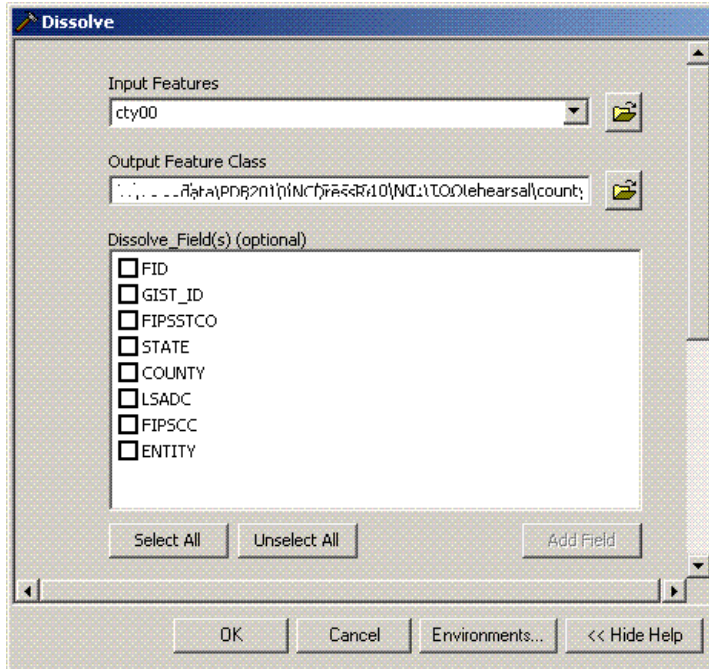 Dissolve
Input Features
cty00
Output Feature Class
Dissolve_Field(s) (optional)
FID
GIST_ID
FIPSSTCO
STATE
COUNTY
LSADC
FIPSCC
ENTITY
Select All
Unselect All
Add Field
OK
Cancel
Environments...
<< Hide Help